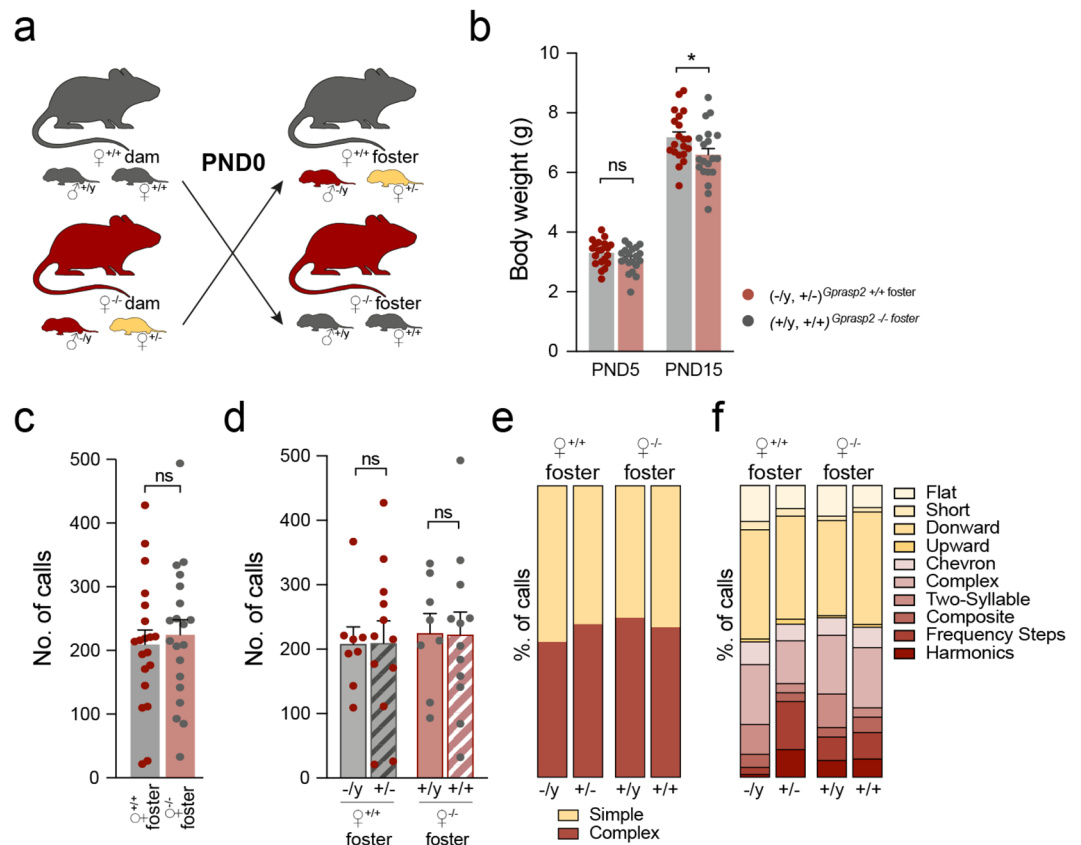 a
♀+/+ dam
PND0
♀+/+ foster
♂+/y
♀+/+
♂-/y
♀+/-
♀-/- dam
♀-/- foster
♂-/y
♀+/-
♂+/y
♀+/+
b
Body weight (g)
10
8
6
4
2
0
ns
*
PND5
PND15
(-/y, +/-)Gprasp2 +/+ foster
(+/y, +/+)Gprasp2 -/- foster
c
No. of calls
500
400
300
200
100
0
ns
♀+/+ foster
♀-/- foster
d
No. of calls
500
400
300
200
100
0
ns
ns
-/y
+/-
+/y
+/+
♀+/+
foster
♀-/-
foster
e
♀+/+
foster
♀-/-
foster
%. of calls
-/y
+/-
+/y
+/+
Simple
Complex
f
♀+/+
foster
♀-/-
foster
%. of calls
-/y
+/-
+/y
+/+
Flat
Short
Donward
Upward
Chevron
Complex
Two-Syllable
Composite
Frequency Steps
Harmonics